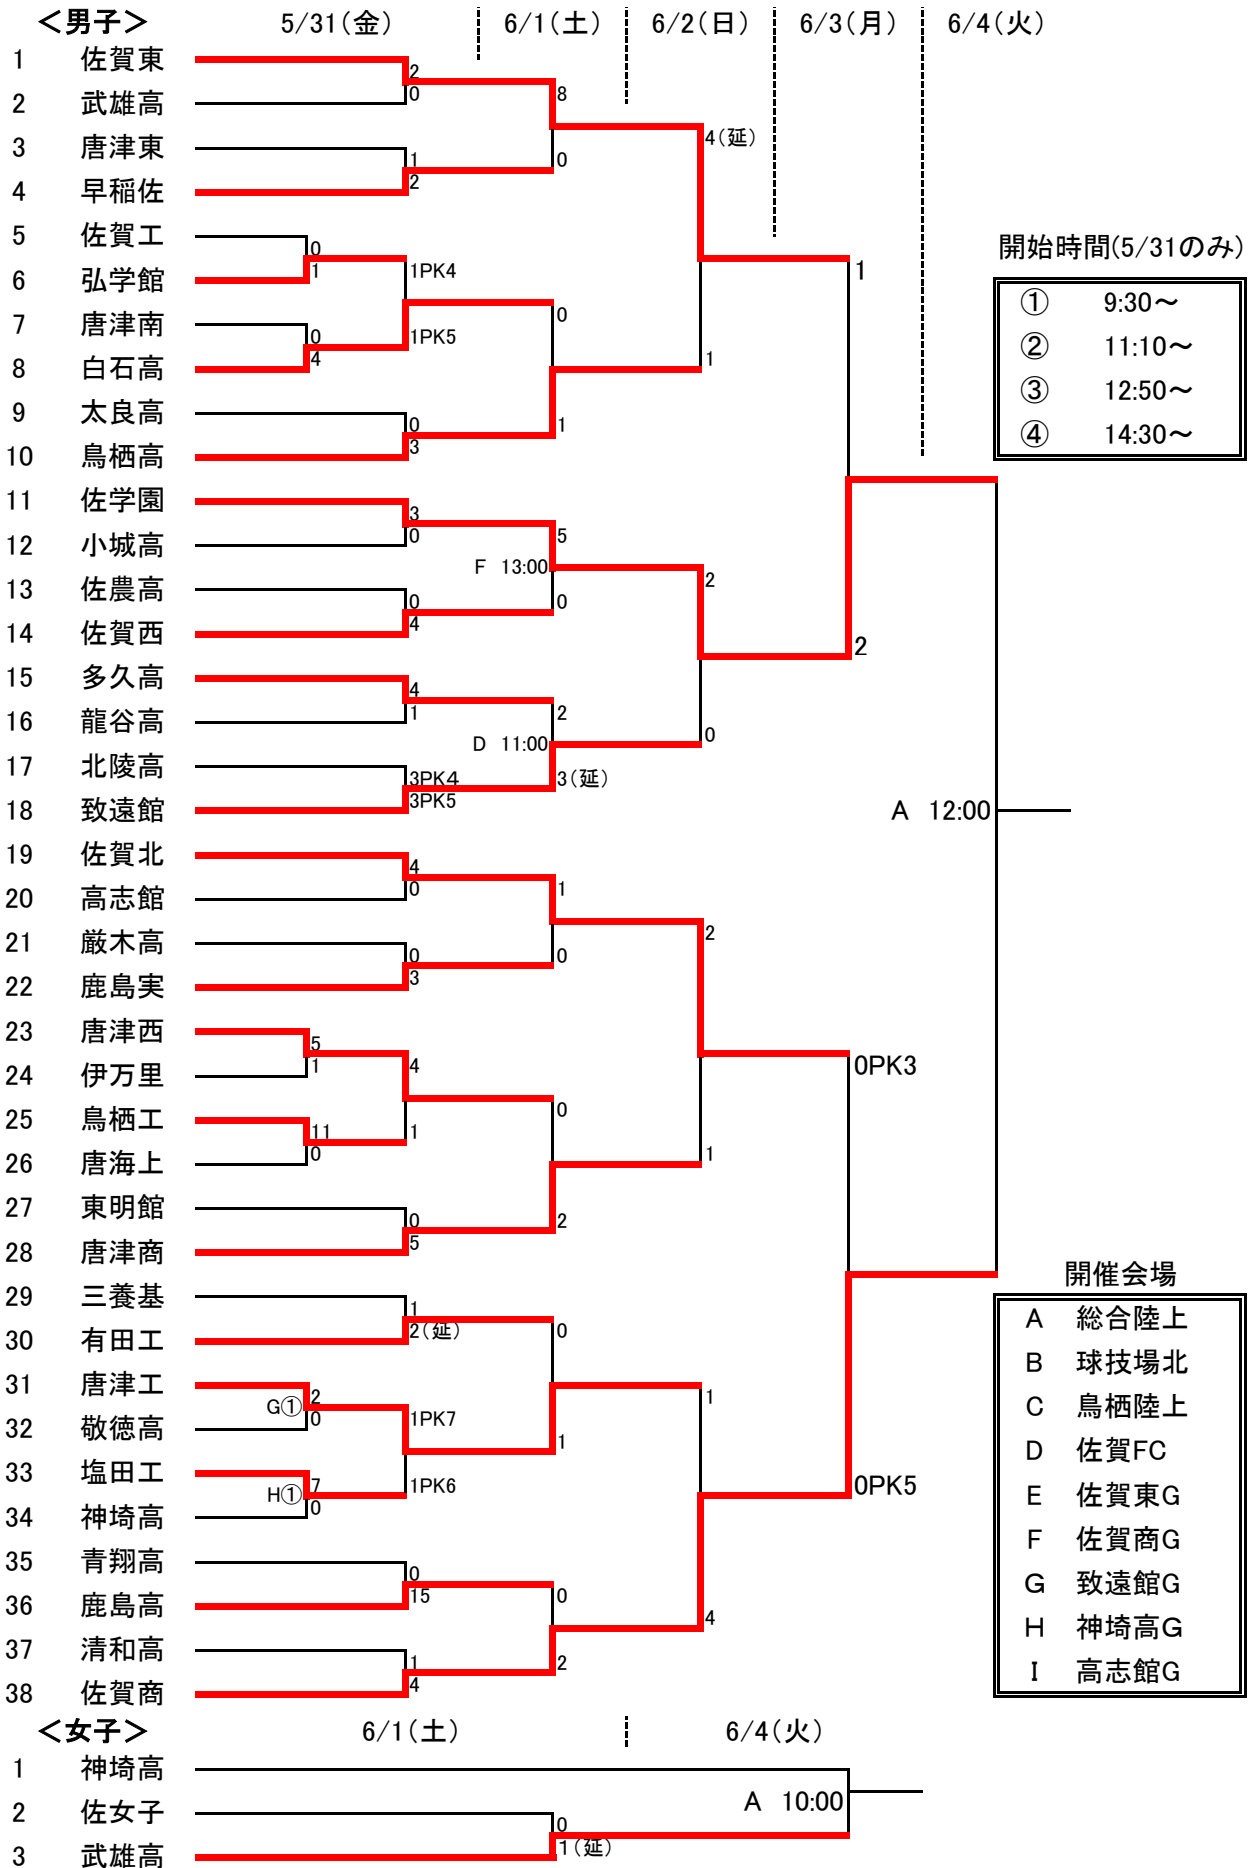 ＜男子＞ 5/31(金) 6/1(土) 6/2(日) 6/3(月) 6/4(火)
1 佐賀東
2
0
2 武雄高
8
4(延)
3 唐津東
1
0
2
4 早稲佐
5 佐賀工
0
開始時間(5/31のみ)
1
1PK4
1
6 弘学館
① 9:30～
7 唐津南
0
0
1PK5
② 11:10～
4
1
8 白石高
③ 12:50～
9 太良高
0
1
④ 14:30～
3
10 鳥栖高
11 佐学園
3
0
5
12 小城高
F 13:00
2
13 佐農高
0
0
4
14 佐賀西
2
15 多久高
4
1
2
16 龍谷高
D 11:00
0
17 北陵高
3PK4
3(延)
3PK5
18 致遠館
A 12:00
19 佐賀北
4
0
1
20 高志館
2
21 厳木高
0
0
3
22 鹿島実
23 唐津西
5
1
4
0PK3
24 伊万里
0
25 鳥栖工
11
1
0
1
26 唐海上
27 東明館
0
2
5
28 唐津商
開催会場
29 三養基
1
2(延)
0
A 総合陸上
30 有田工
B 球技場北
31 唐津工
2
1
C 鳥栖陸上
G①
0
1PK7
32 敬徳高
1
D 佐賀FC
33 塩田工
7
1PK6
0PK5
E 佐賀東G
H①
0
34 神埼高
F 佐賀商G
35 青翔高
0
15
0
G 致遠館G
36 鹿島高
4
H 神埼高G
37 清和高
1
2
I 高志館G
4
38 佐賀商
＜女子＞ 6/1(土) 6/4(火)
1 神埼高
A 10:00
2 佐女子
0
1(延)
3 武雄高